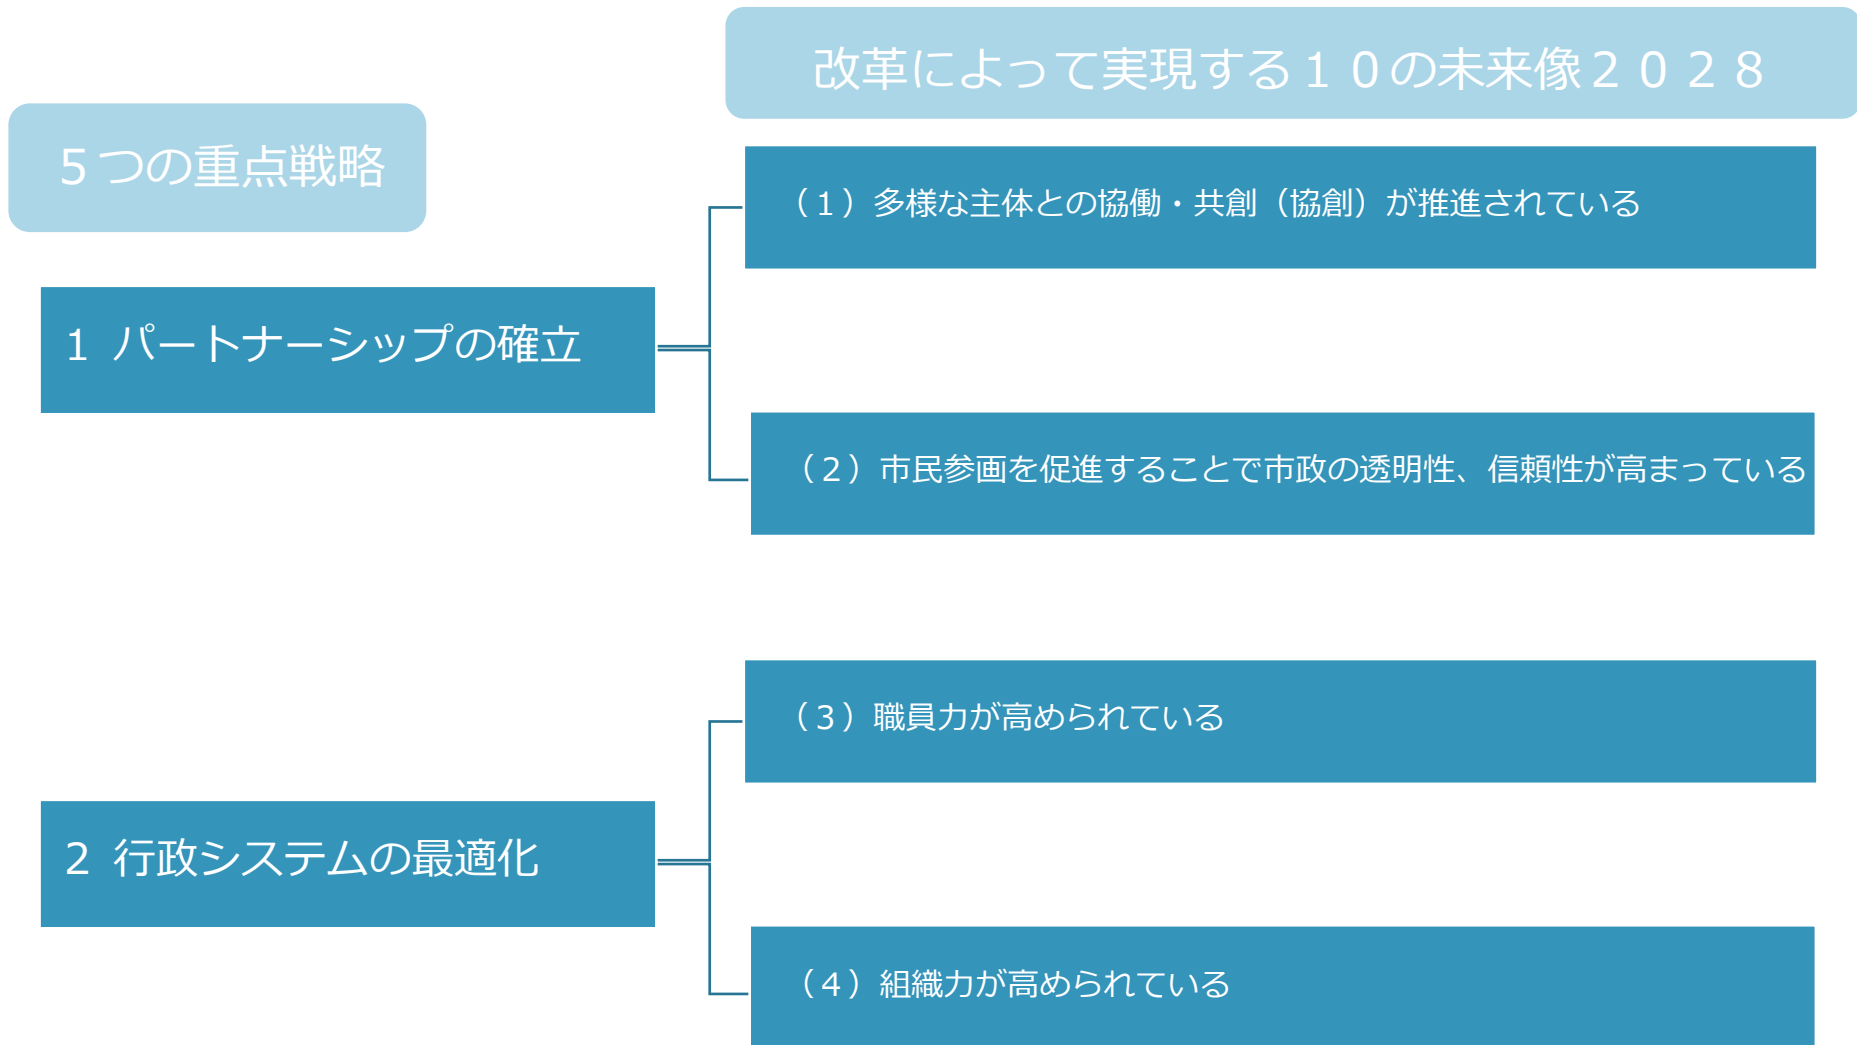 改革によって実現する１０の未来像２０２８
５つの重点戦略
（１）多様な主体との協働・共創（協創）が推進されている
１ パートナーシップの確立
（２）市民参画を促進することで市政の透明性、信頼性が高まっている
（３）職員力が高められている
２ 行政システムの最適化
（４）組織力が高められている